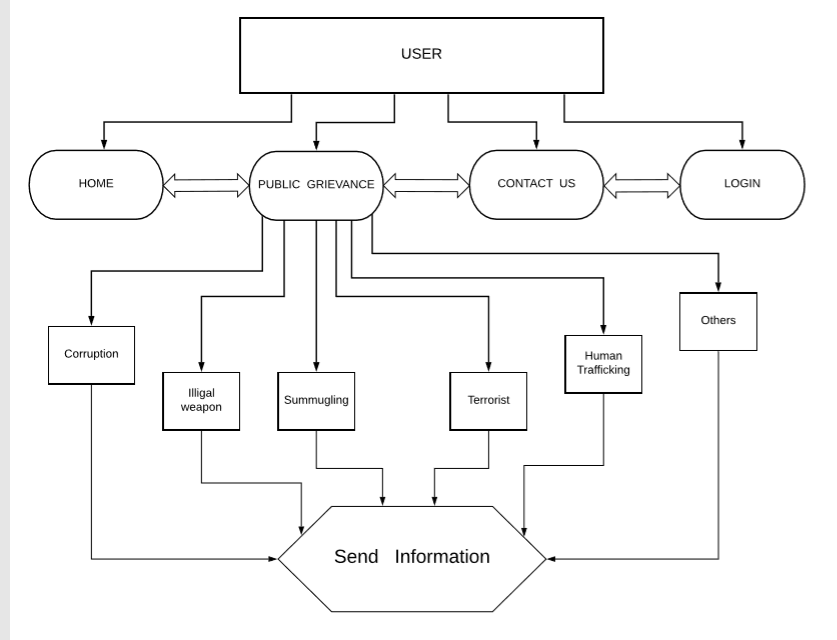 USER
HOME
PUBLIC GRIEVANCE
CONTACT US
LOGIN
Corruption
Illigal
weapon
Summugling
Terrorist
Human
Trafficking
Others
Send Information